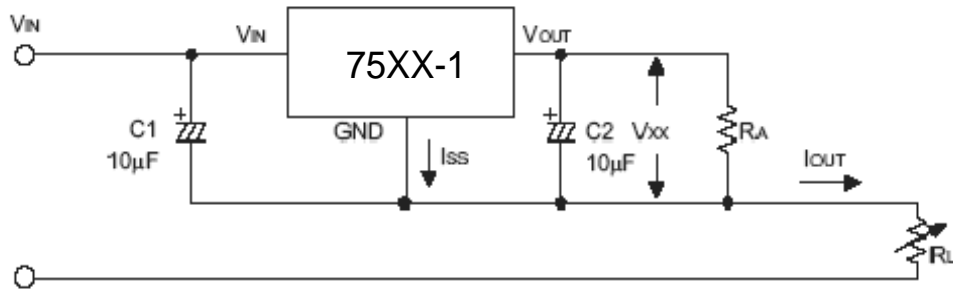 VIN
VIN
75XX-1
VOUT
GND
ISS
C1
10μF
C2
10μF
VXX
RA
IOUT
RL